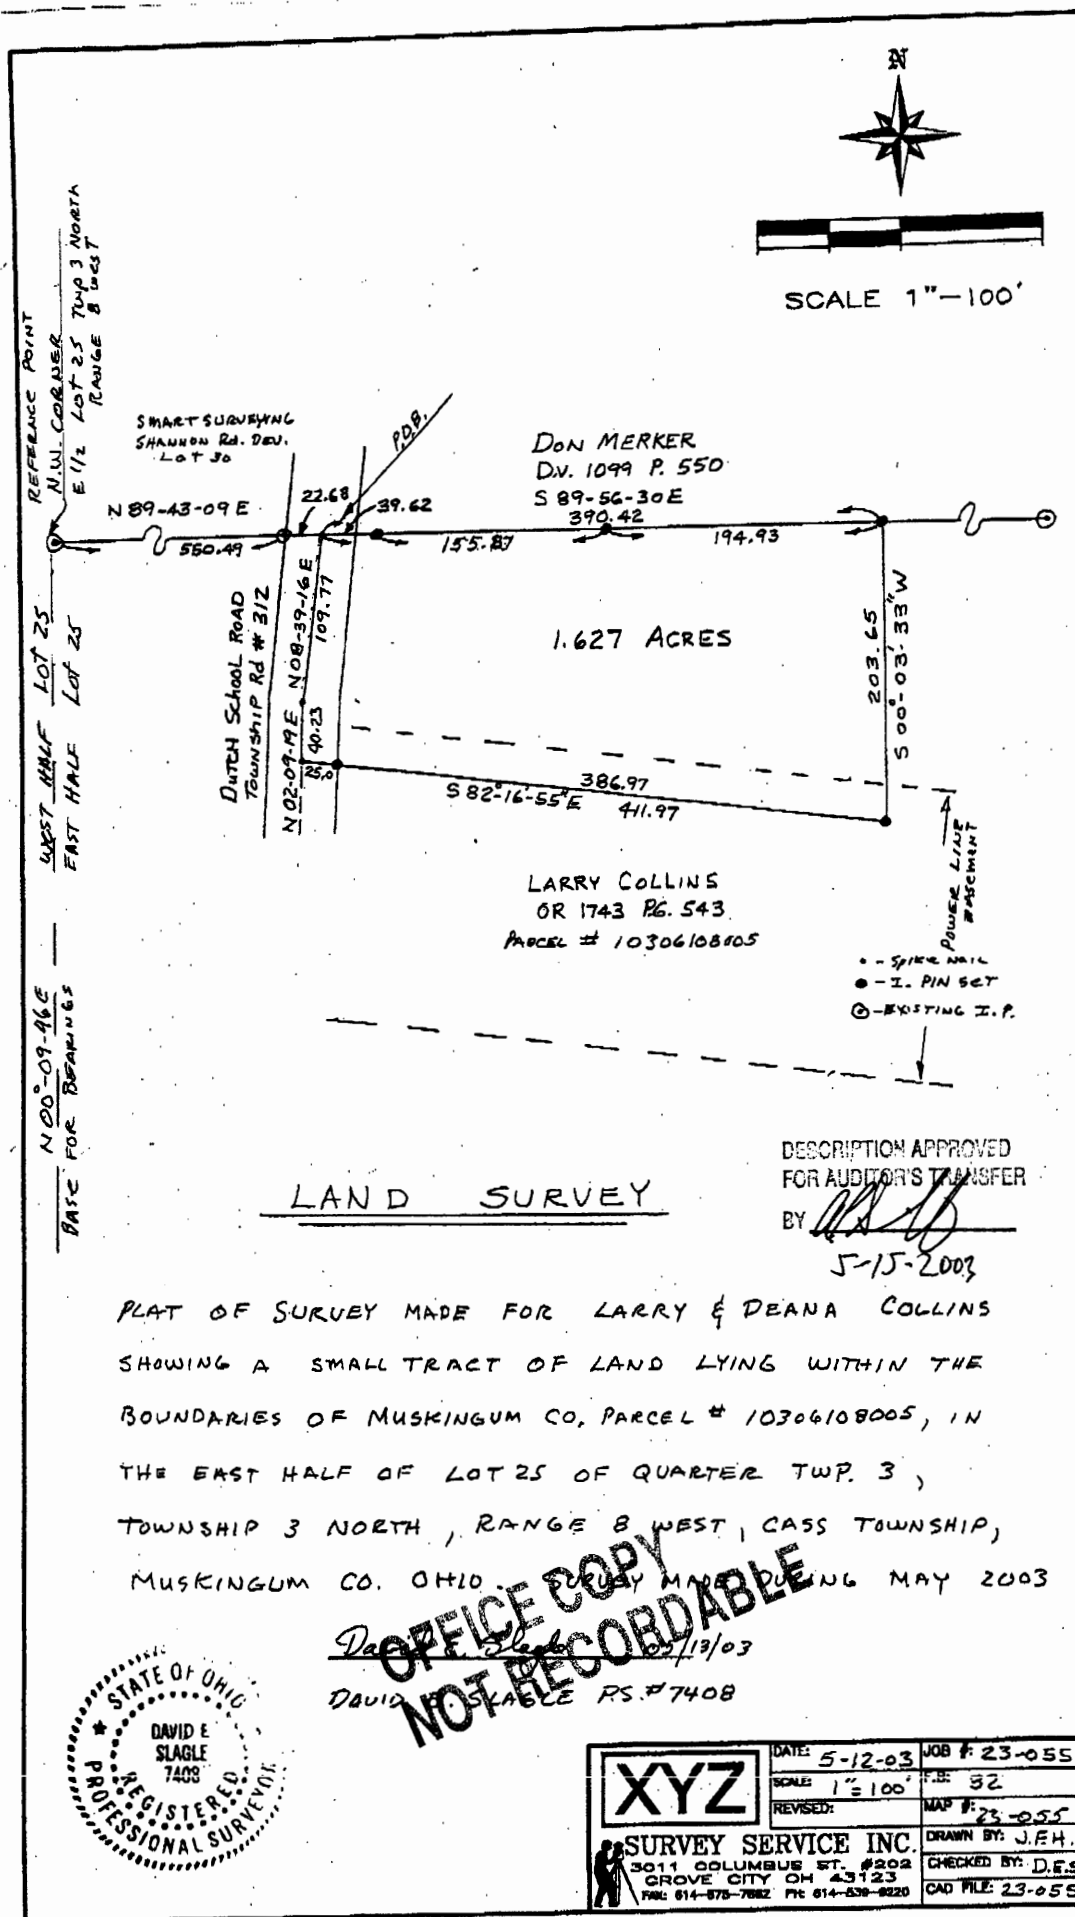 N
SCALE 1"-100'
REFERNCE POINT
N.W. CORNER
E 1/2 LOT 25 TWP 3 NORTH
RANGE 8 WEST
SMART SURVEYING
SHANNON Rd. DEV.
LOT 30
P.O.B.
DON MERKER
D.V. 1099 P. 550
S 89-56-30E
390.42
N 89-43-09 E
22.68
39.62
550.49
155.87
194.93
DUTCH SCHOOL ROAD
TOWNSHIP Rd # 312
N 08-39-16 E
109.77
N 02-09-19 E
40.23
25.0
1.627 ACRES
203.65
S 00°-03'-33" W
386.97
S 82°-16'-55" E
411.97
WEST HALF LOT 25
EAST HALF LOT 25
LARRY COLLINS
OR 1743 PG. 543
PARCEL # 10306108005
POWER LINE
EASEMENT
• - SPIKE NAIL
● - I. PIN SET
⊙ - EXISTING I.P.
N 00°-09-46E
BASE FOR BEARINGS
DESCRIPTION APPROVED
FOR AUDITOR'S TRANSFER
BY
5-15-2003
LAND SURVEY
PLAT OF SURVEY MADE FOR LARRY & DEANA COLLINS
SHOWING A SMALL TRACT OF LAND LYING WITHIN THE
BOUNDARIES OF MUSKINGUM CO. PARCEL # 10306108005, IN
THE EAST HALF OF LOT 25 OF QUARTER TWP. 3,
TOWNSHIP 3 NORTH, RANGE 8 WEST, CASS TOWNSHIP,
MUSKINGUM CO. OHIO. SURVEY MADE DURING MAY 2003
OFFICE COPY
NOT RECORDABLE
David E. Slagle 05/13/03
DAVID E. SLAGLE P.S. # 7408
STATE OF OHIO
DAVID E
SLAGLE
7408
REGISTERED
PROFESSIONAL SURVEYOR
XYZ
SURVEY SERVICE INC.
3011 COLUMBUS ST. #202
GROVE CITY OH 43123
DATE: 5-12-03
JOB #: 23-055
SCALE 1"=100'
F.B: 32
REVISED:
MAP #: 23-055
DRAWN BY: J.F.H.
CHECKED BY: D.E.S
CAD FILE: 23-055